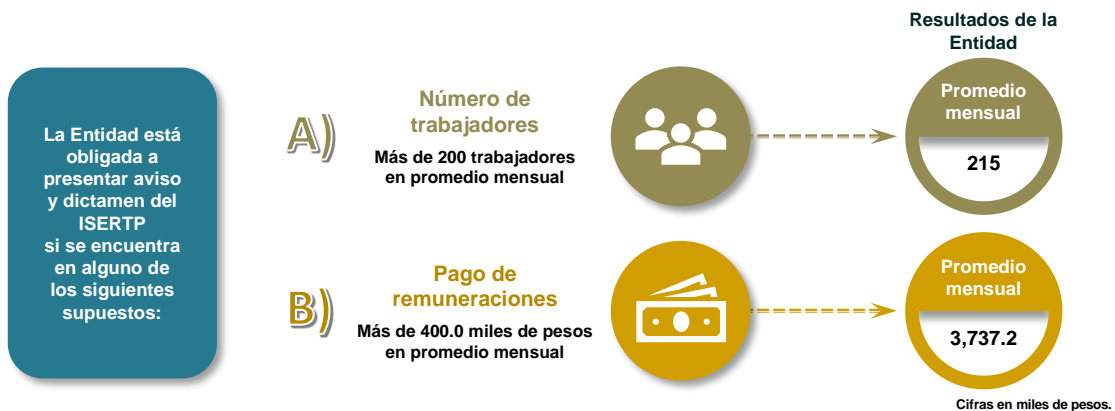 La Entidad está
obligada a
presentar aviso
y dictamen del
ISERTP
si se encuentra
en alguno de
los siguientes
supuestos:
A)
Número de
trabajadores
Más de 200 trabajadores
en promedio mensual
Resultados de la
Entidad
Promedio
mensual
215
B)
Pago de
remuneraciones
Más de 400.0 miles de pesos
en promedio mensual
Promedio
mensual
3,737.2
Cifras en miles de pesos.